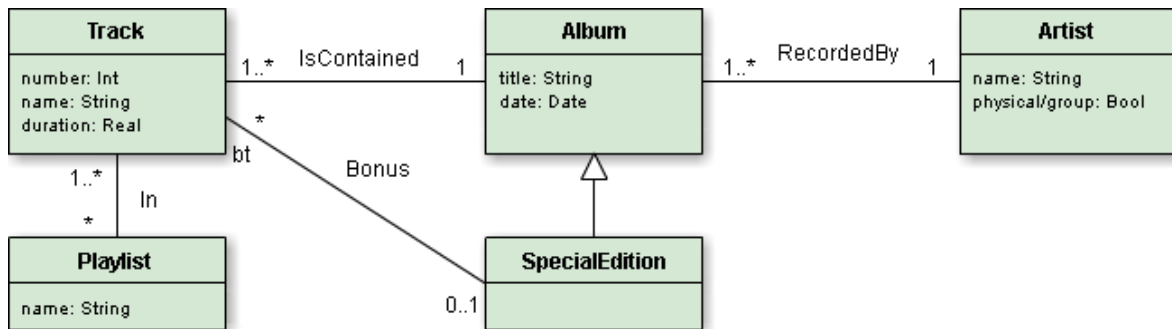 Track
number: Int
name: String
duration: Real
1..*
IsContained
1
Album
title: String
date: Date
1..*
RecordedBy
1
Artist
name: String
physical/group: Bool
*
bt
Bonus
0..1
1..*
In
*
Playlist
name: String
SpecialEdition